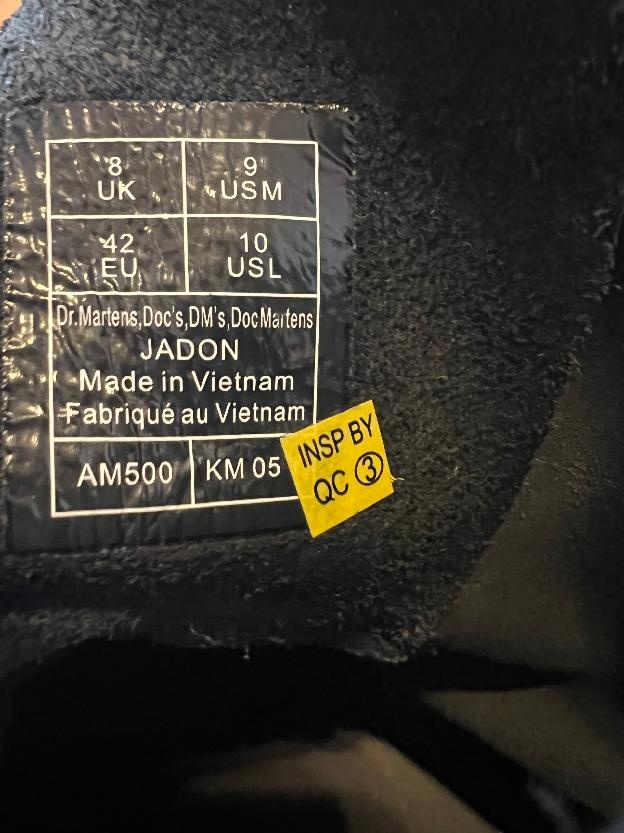 8 9
UK USM
42 10
EU USL
Dr.Martens,Doc's,DM's,DocMartens
JADON
Made in Vietnam
Fabriqué au Vietnam
AM500 KM 05
INSP BY
QC ③